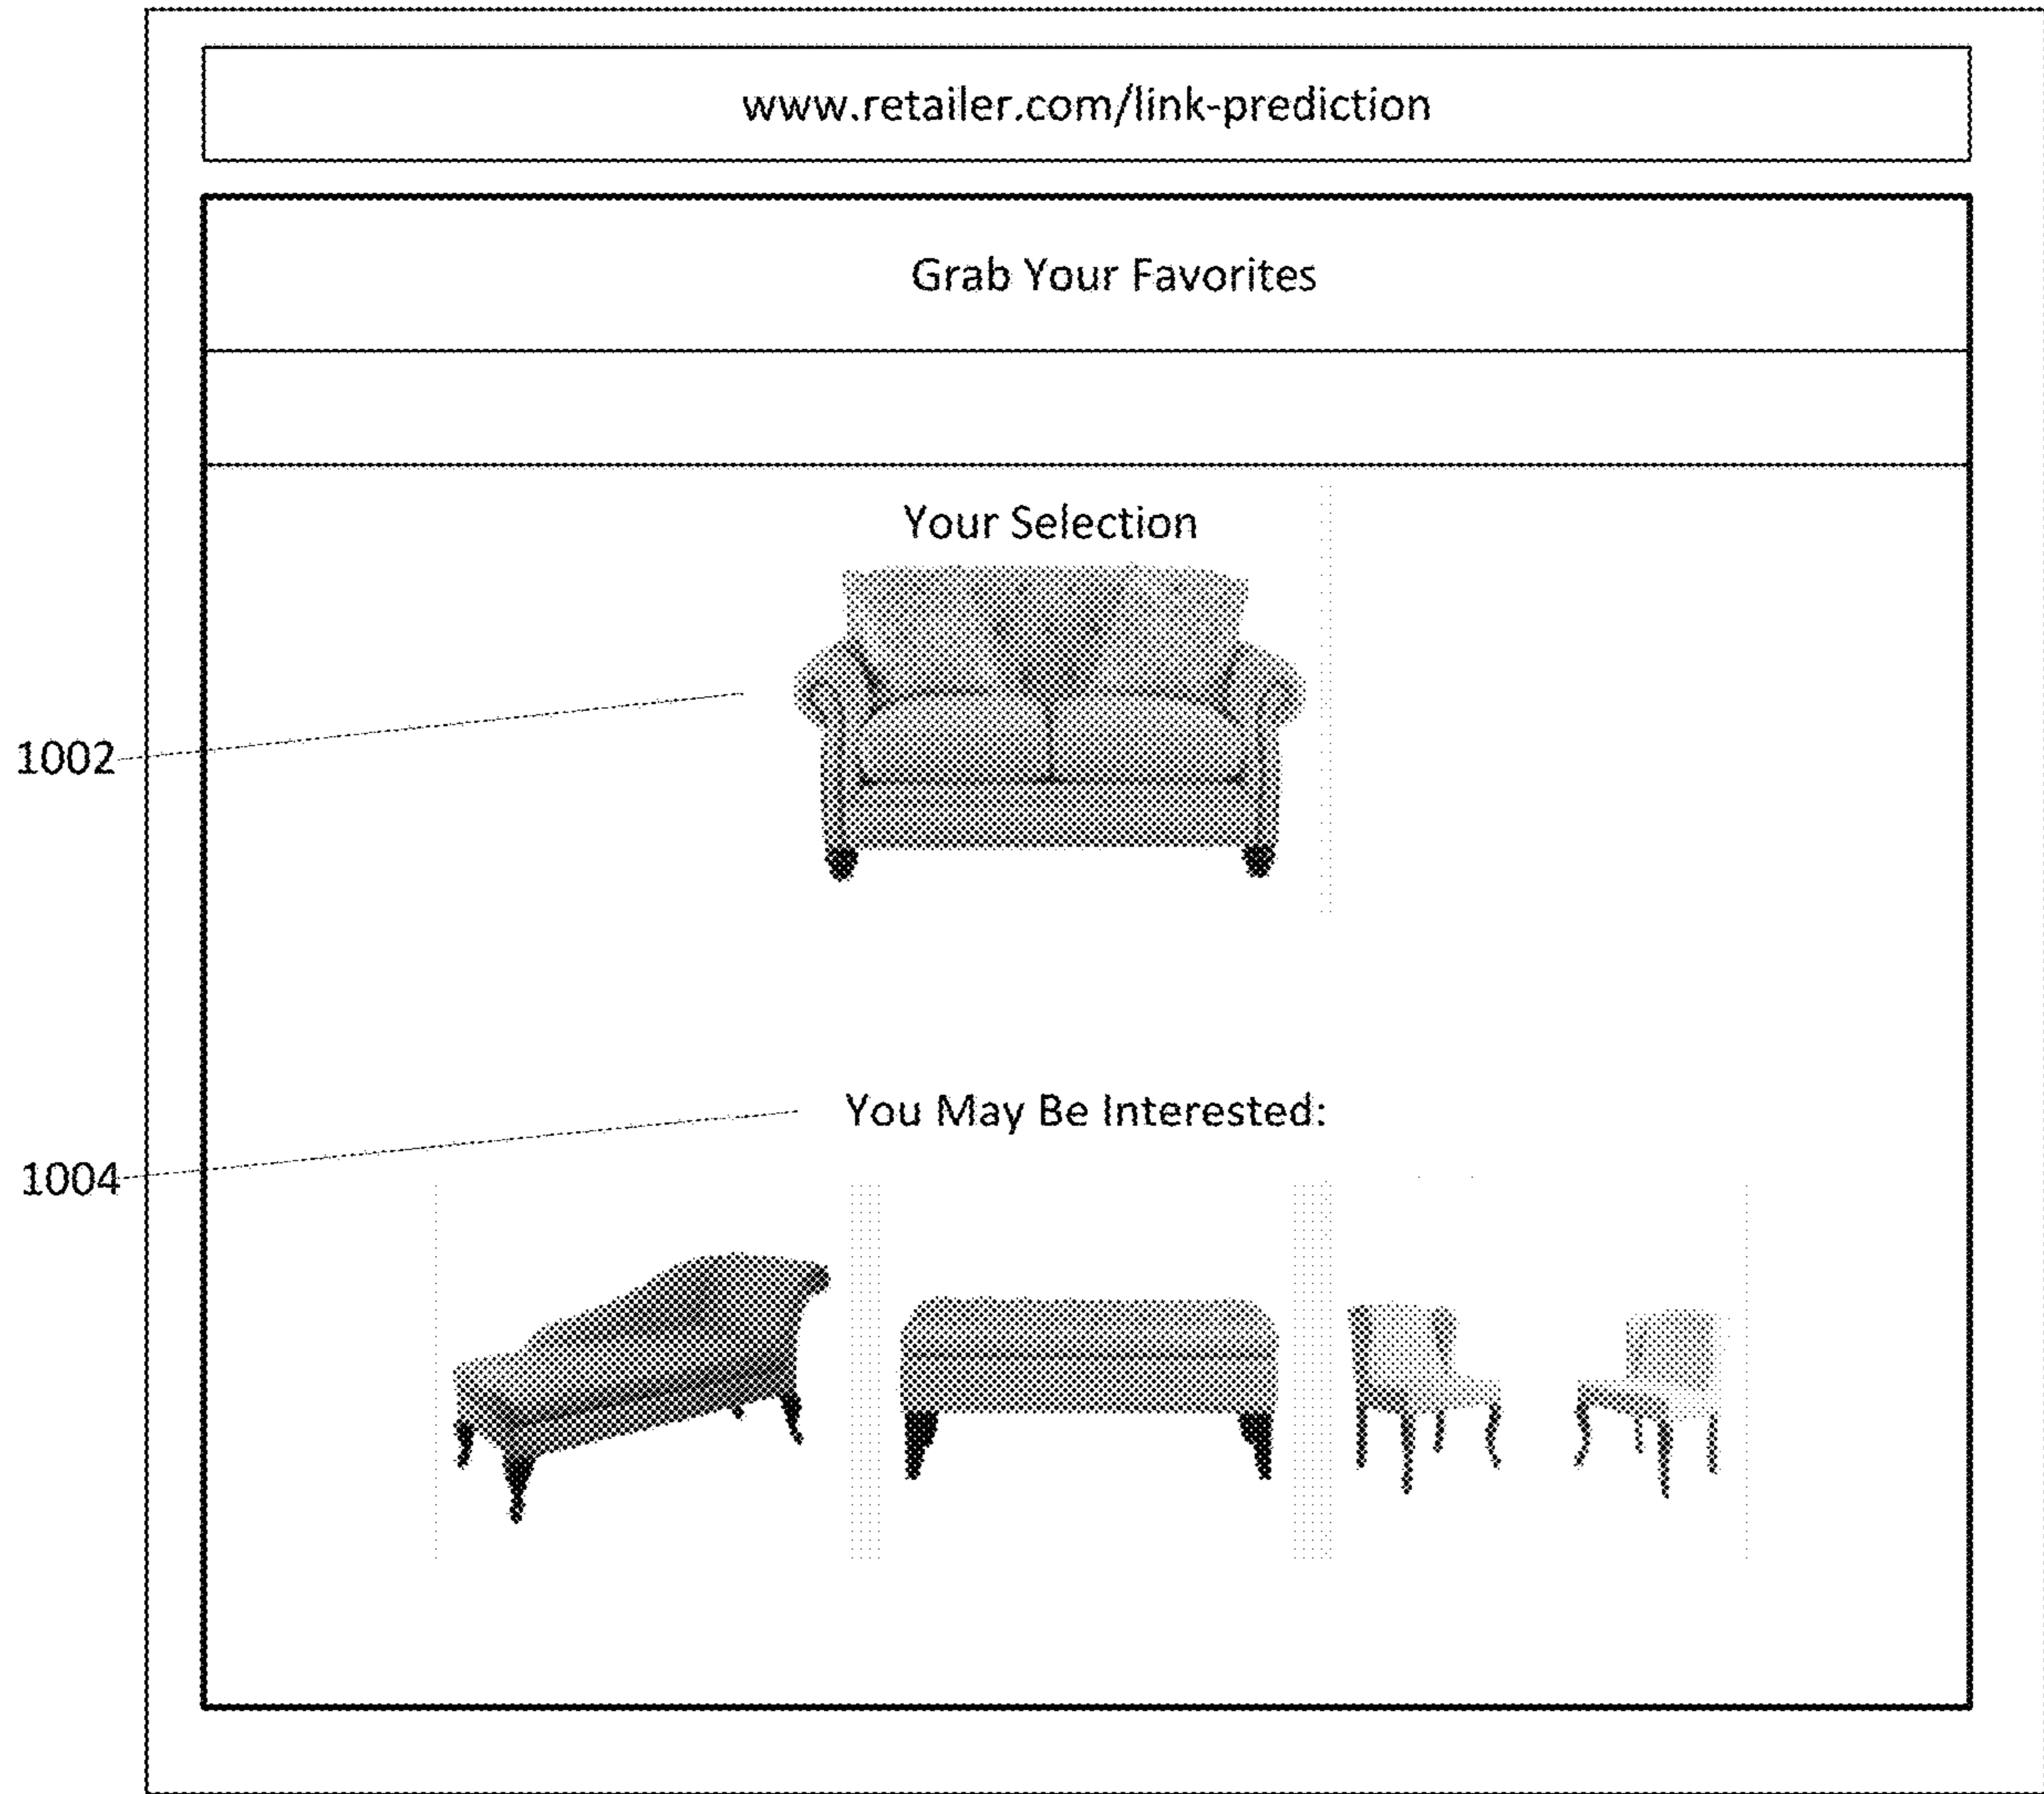 www.retailer.com/link-prediction
Grab Your Favorites
Your Selection
1002
You May Be Interested:
1004